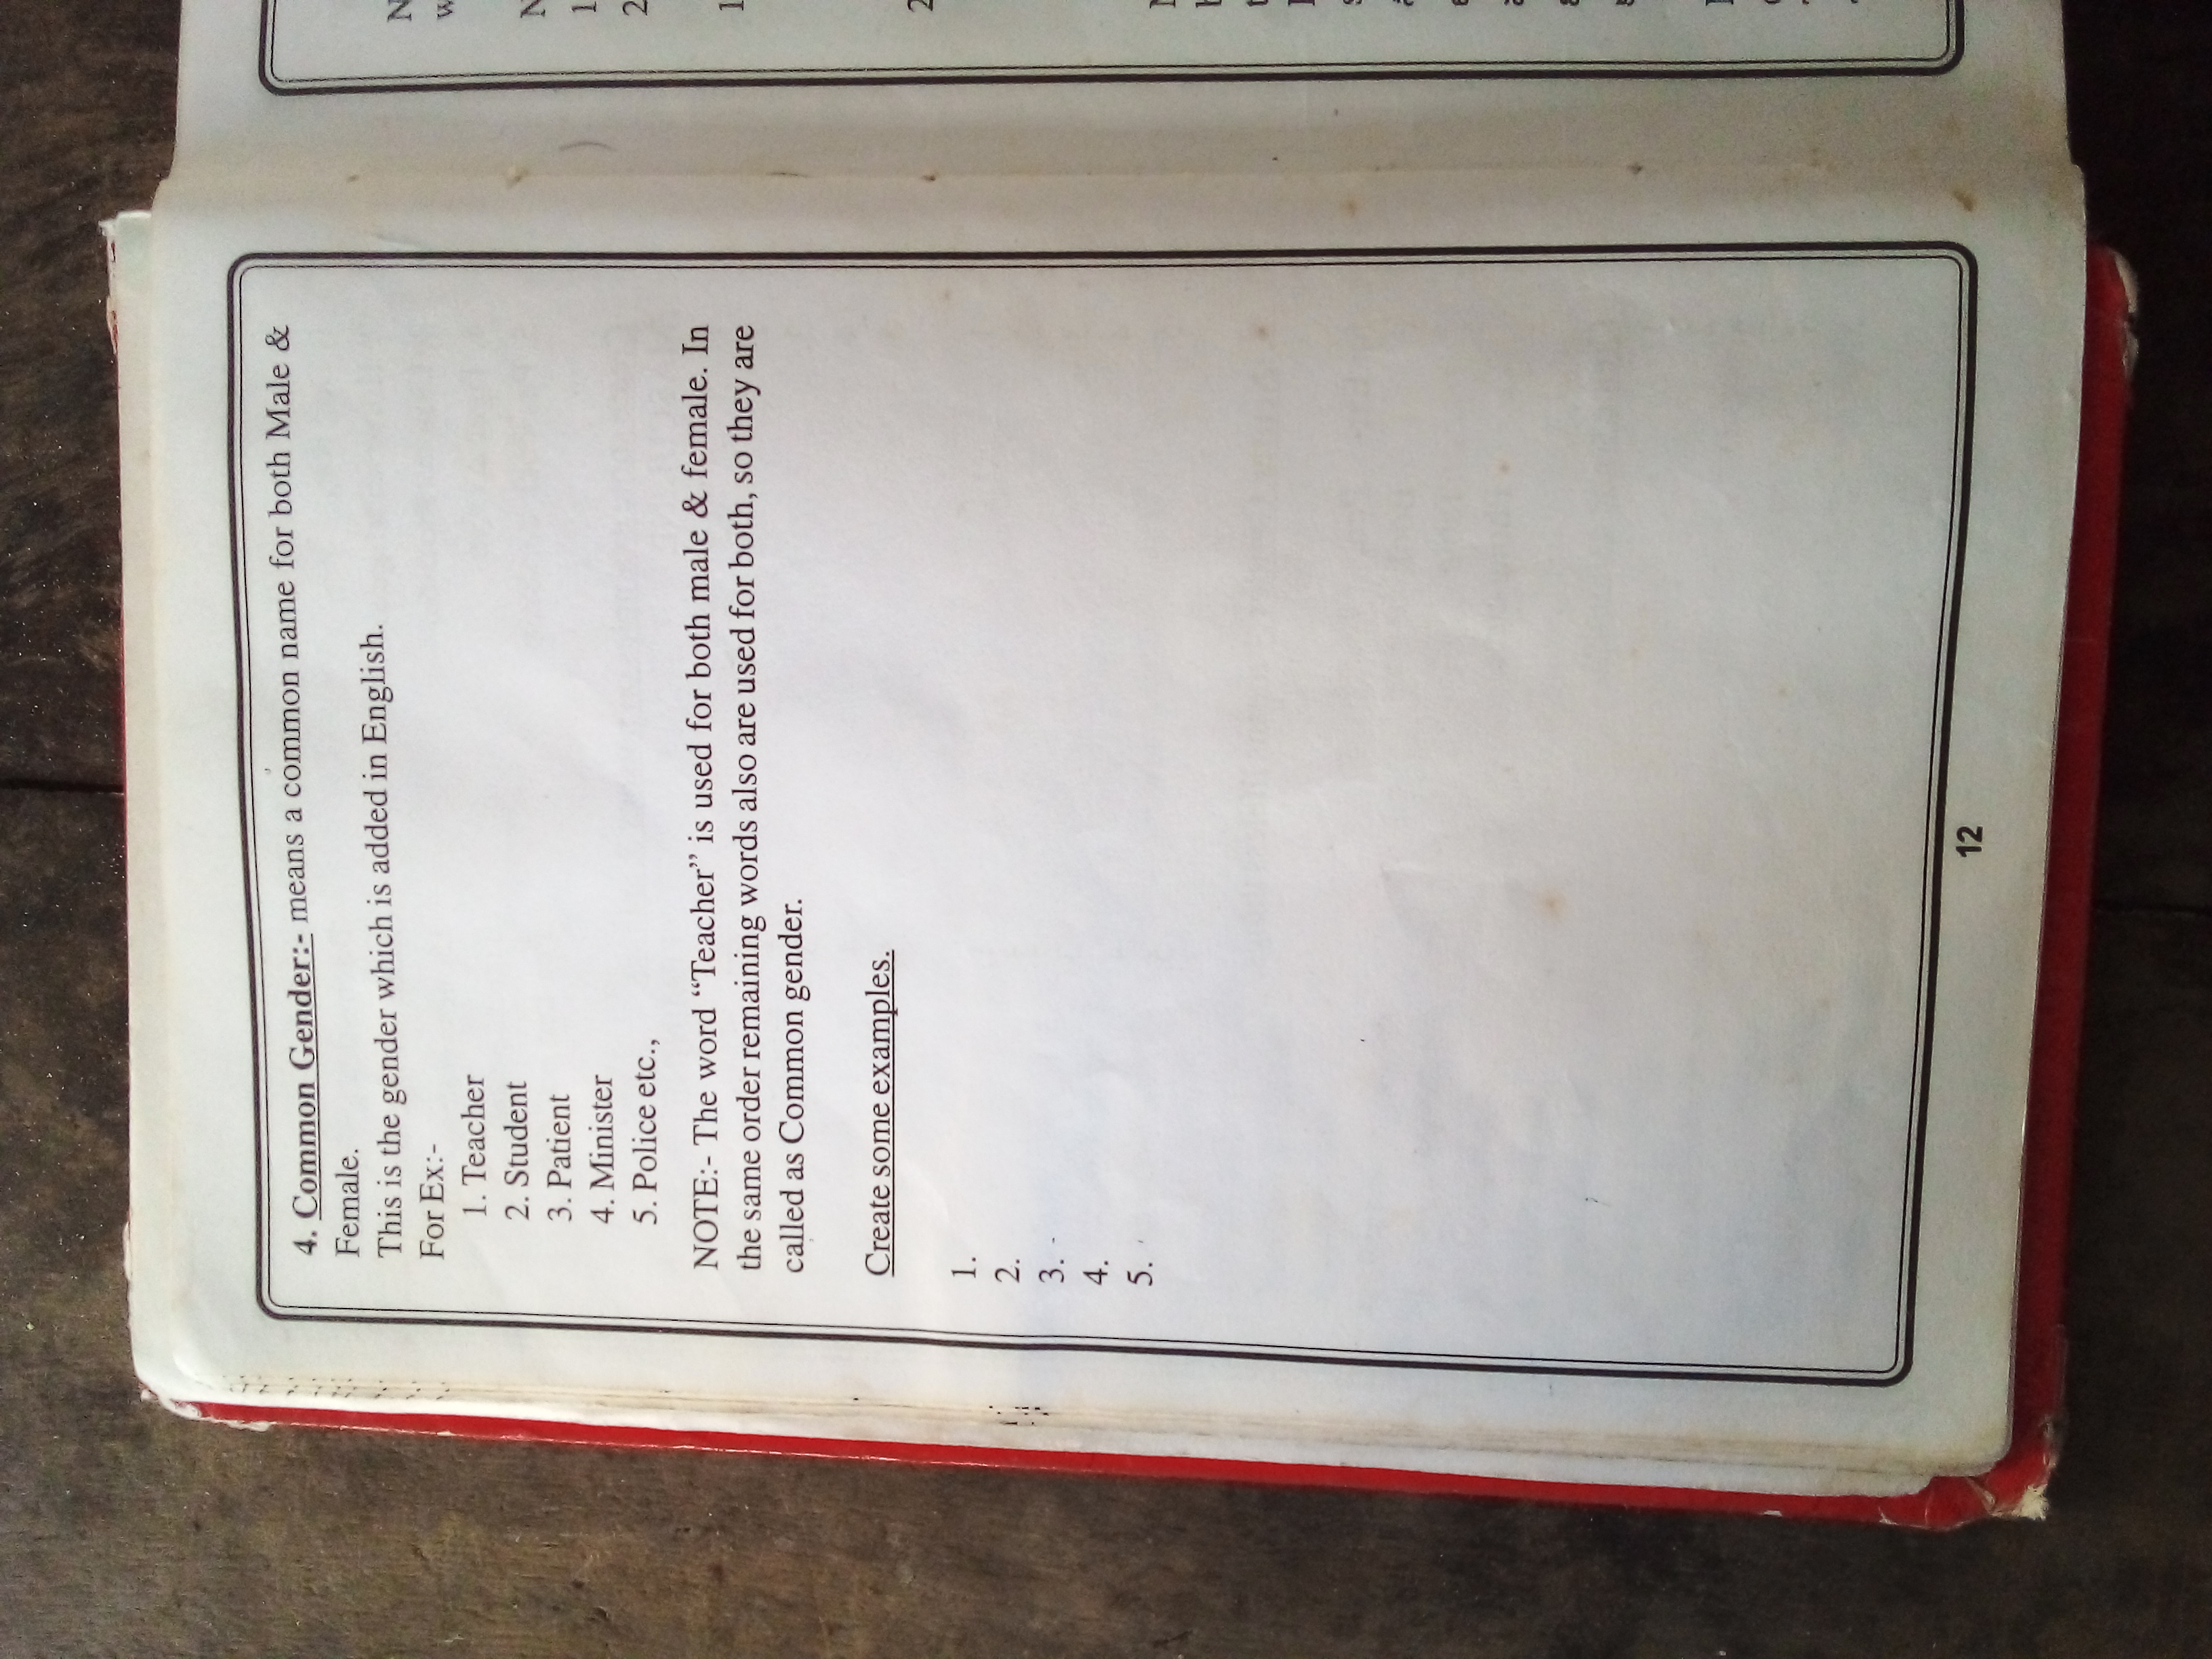 4. Common Gender:- means a common name for both Male &
Female.
This is the gender which is added in English.
For Ex:-
1. Teacher
2. Student
3. Patient
4. Minister
5. Police etc.,
NOTE:- The word “Teacher” is used for both male & female. In
the same order remaining words also are used for both, so they are
called as Common gender.
Create some examples.
1.
2.
3.
4.
5.
12